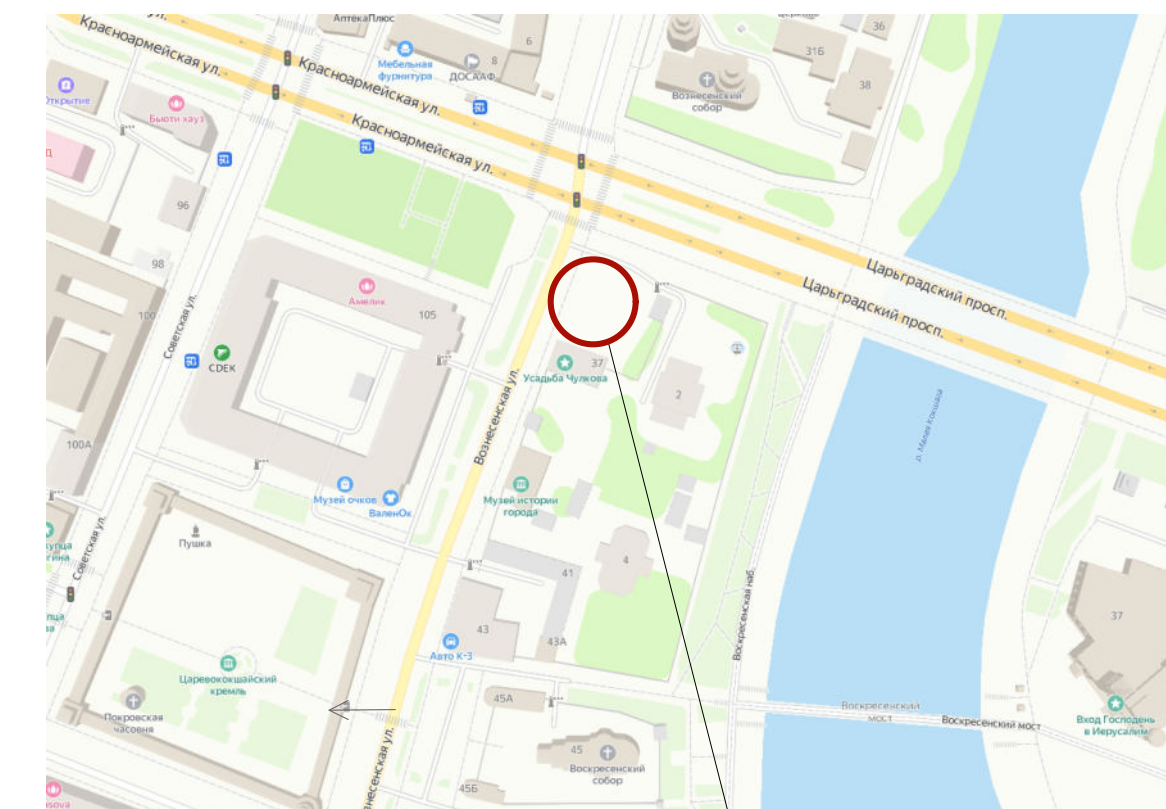 АптекаПлюс
36
Красноармейская ул.
6
31Б
Красноармейская ул.
Мебельная
фурнитура
8
ДОСААФ
38
Вознесенский
собор
Открытие
Бьюти хауз
Красноармейская ул.
96
98
Царьградский просп.
Царьградский просп.
Амелик
105
100
Советская ул.
CDEK
37
Усадьба Чулкова
2
р. Малая Кокшага
Вознесенская ул.
100А
Музей очков
ВаленОк
Музей истории
города
Пушка
Советская ул.
41
4
Воскресенская наб.
37
43
43А
Авто К-3
Царевококшайский
кремль
45А
Покровская
часовня
Воскресенский
мост
Воскресенский мост
Вход Господень
в Иерусалим
45
Воскресенский
собор
45Б